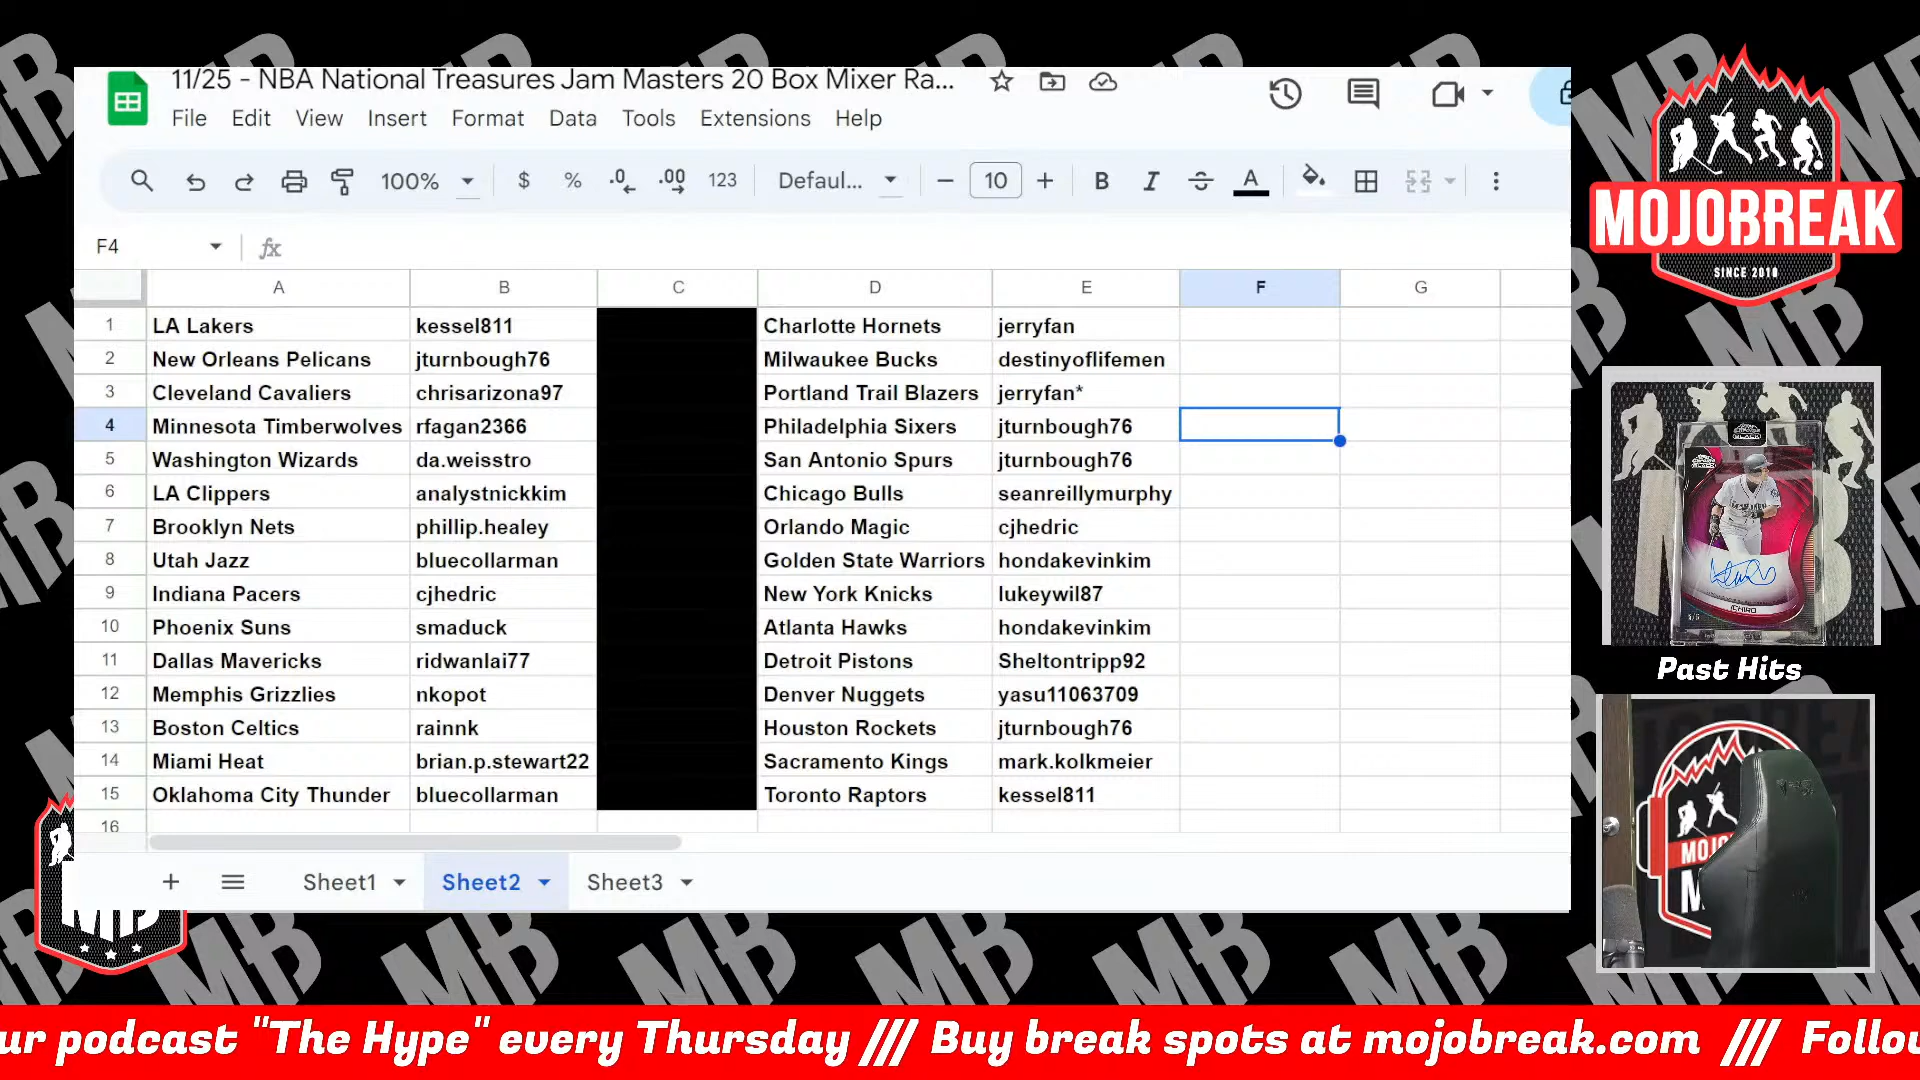 11/25 - NBA National Treasures Jam Masters 20 Box Mixer Ra...
File Edit View Insert Format Data Tools Extensions Help
100% $ % .0 .00 123 Defaul... 10 B I A
F4 fx
A B C D E F G
1 LA Lakers kessel811 Charlotte Hornets jerryfan
2 New Orleans Pelicans jturnbough76 Milwaukee Bucks destinyoflifemen
3 Cleveland Cavaliers chrisarizona97 Portland Trail Blazers jerryfan*
4 Minnesota Timberwolves rfagan2366 Philadelphia Sixers jturnbough76
5 Washington Wizards da.weisstro San Antonio Spurs jturnbough76
6 LA Clippers analystnickkim Chicago Bulls seanreillymurphy
7 Brooklyn Nets phillip.healey Orlando Magic cjhedric
8 Utah Jazz bluecollarman Golden State Warriors hondakevinkim
9 Indiana Pacers cjhedric New York Knicks lukeywil87
10 Phoenix Suns smaduck Atlanta Hawks hondakevinkim
11 Dallas Mavericks ridwanlai77 Detroit Pistons Sheltontripp92
12 Memphis Grizzlies nkopot Denver Nuggets yasu11063709
13 Boston Celtics rainnk Houston Rockets jturnbough76
14 Miami Heat brian.p.stewart22 Sacramento Kings mark.kolkmeier
15 Oklahoma City Thunder bluecollarman Toronto Raptors kessel811
16
Sheet1 Sheet2 Sheet3
MOJOBREAK
SINCE 2010
ICHIRO
Past Hits
MB
ur podcast "The Hype" every Thursday /// Buy break spots at mojobreak.com /// Follow